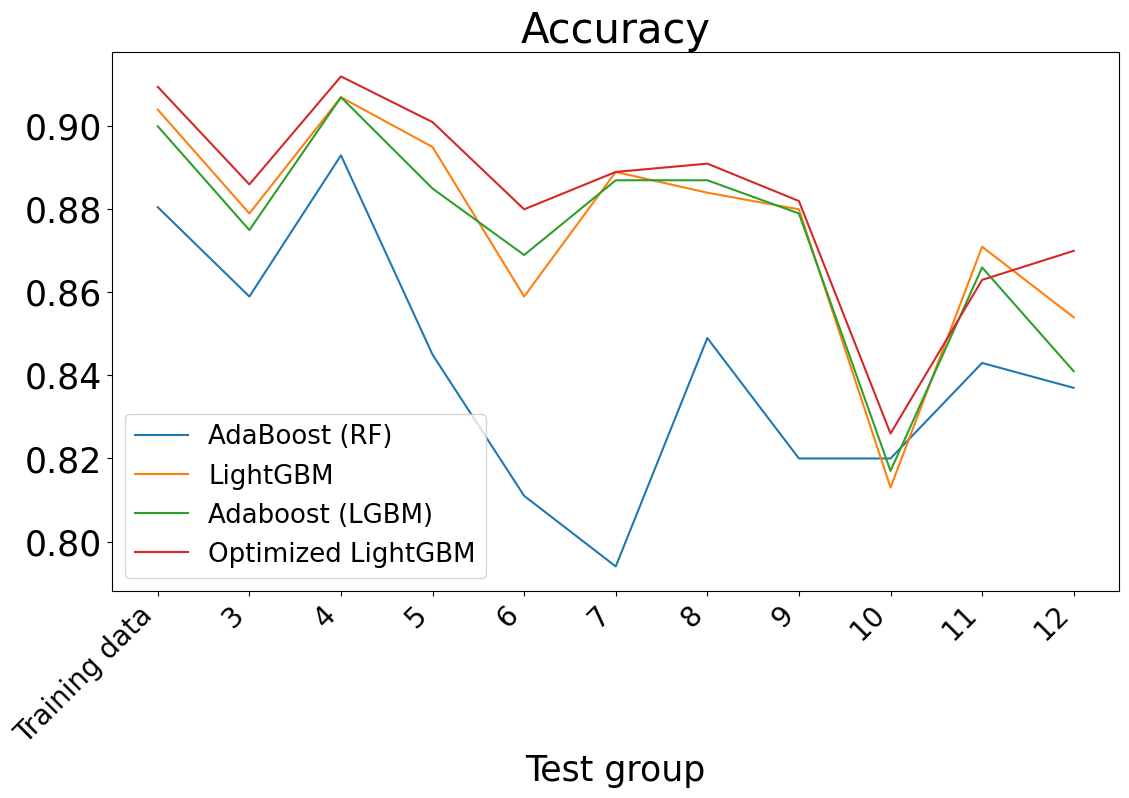 Accuracy
0.90
0.88
0.86
0.84
0.82
0.80
AdaBoost (RF)
LightGBM
Adaboost (LGBM)
Optimized LightGBM
Training data 3 4 5 6 7 8 9 10 11 12
Test group